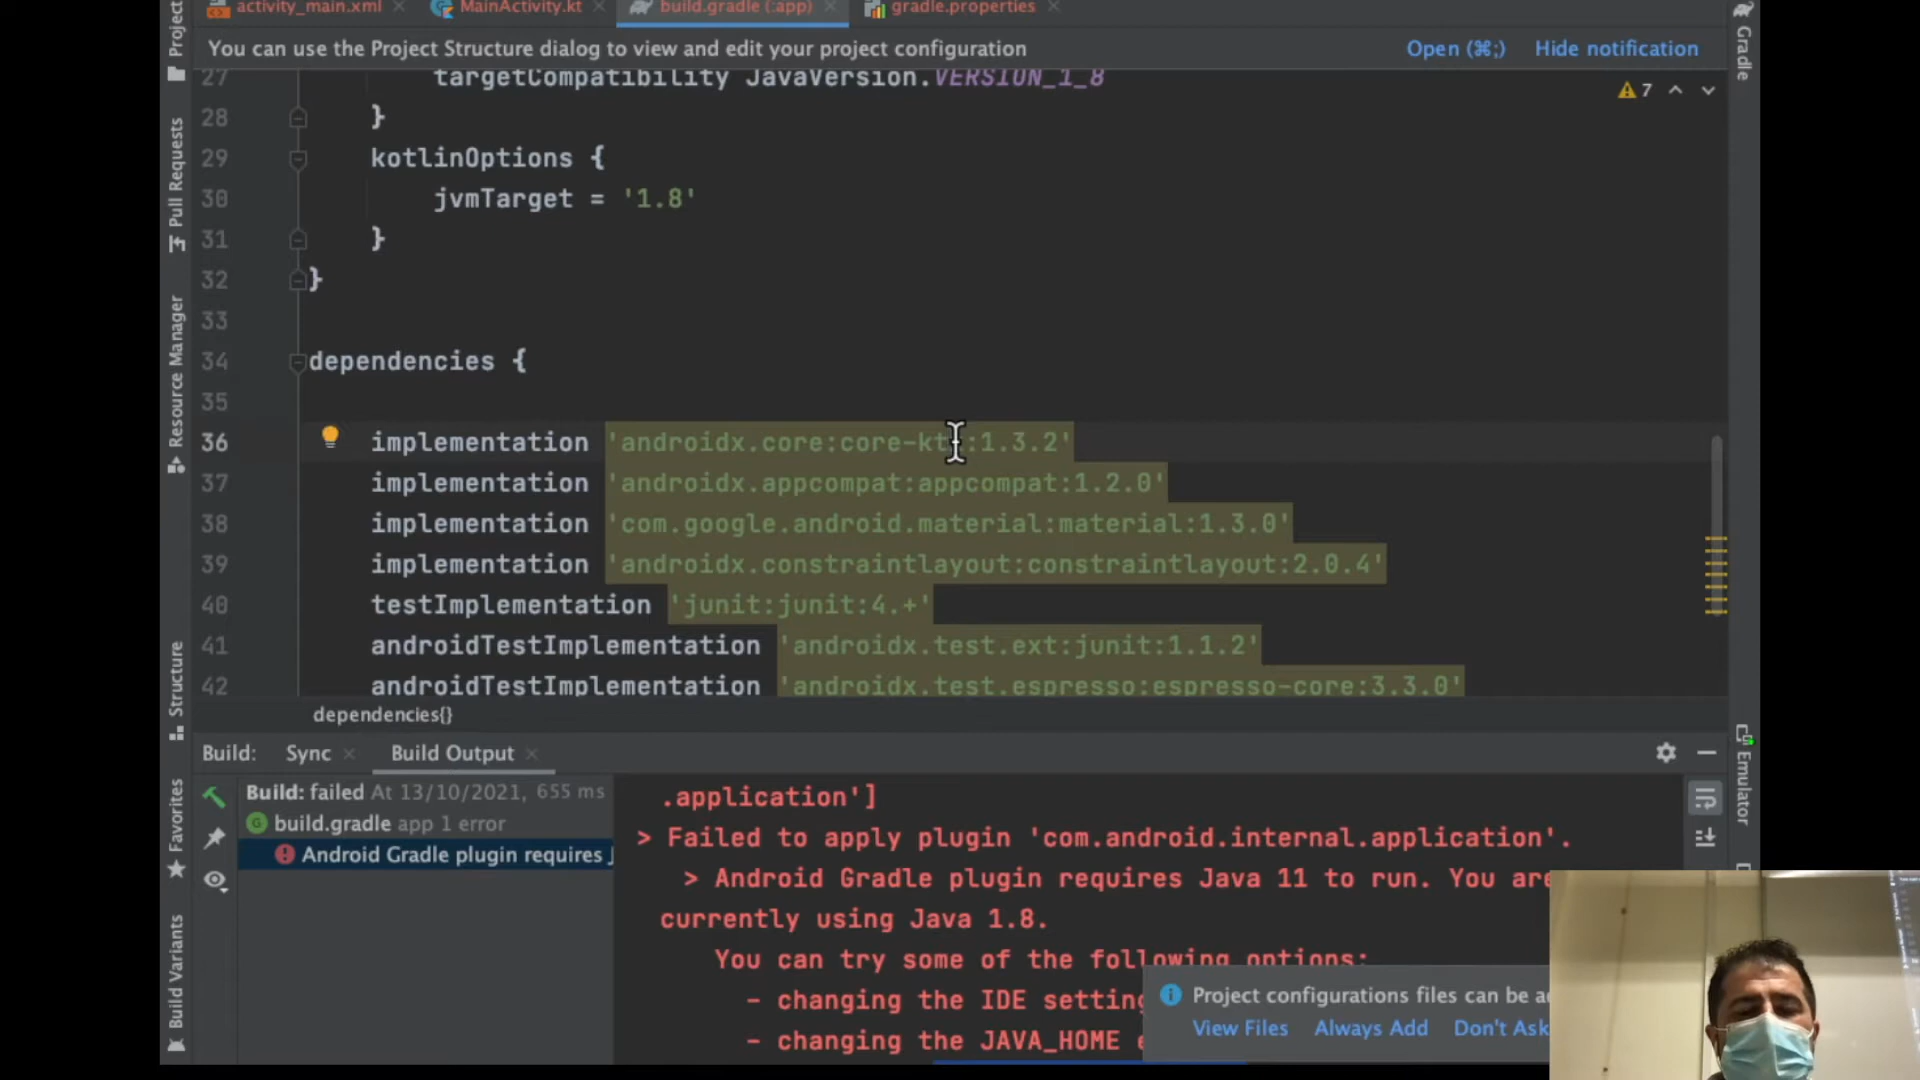 activity_main.xml
MainActivity.kt
build.gradle (:app)
gradle.properties
You can use the Project Structure dialog to view and edit your project configuration
Open (⌘;)
Hide notification
27 targetCompatibility JavaVersion.VERSION_1_8
7
28 }
29 kotlinOptions {
30 jvmTarget = '1.8'
31 }
32 }
33
34 dependencies {
35
36 implementation 'androidx.core:core-ktx:1.3.2'
37 implementation 'androidx.appcompat:appcompat:1.2.0'
38 implementation 'com.google.android.material:material:1.3.0'
39 implementation 'androidx.constraintlayout:constraintlayout:2.0.4'
40 testImplementation 'junit:junit:4.+'
41 androidTestImplementation 'androidx.test.ext:junit:1.1.2'
42 androidTestImplementation 'androidx.test.espresso:espresso-core:3.3.0'
dependencies{}
Project
Pull Requests
Resource Manager
Structure
Favorites
Build Variants
Gradle
Emulator
Build:
Sync
Build Output
Build: failed At 13/10/2021, 655 ms
build.gradle app 1 error
Android Gradle plugin requires J
.application']
> Failed to apply plugin 'com.android.internal.application'.
> Android Gradle plugin requires Java 11 to run. You are
currently using Java 1.8.
You can try some of the following options:
- changing the IDE setting
- changing the JAVA_HOME e
Project configurations files can be a
View Files
Always Add
Don't Ask